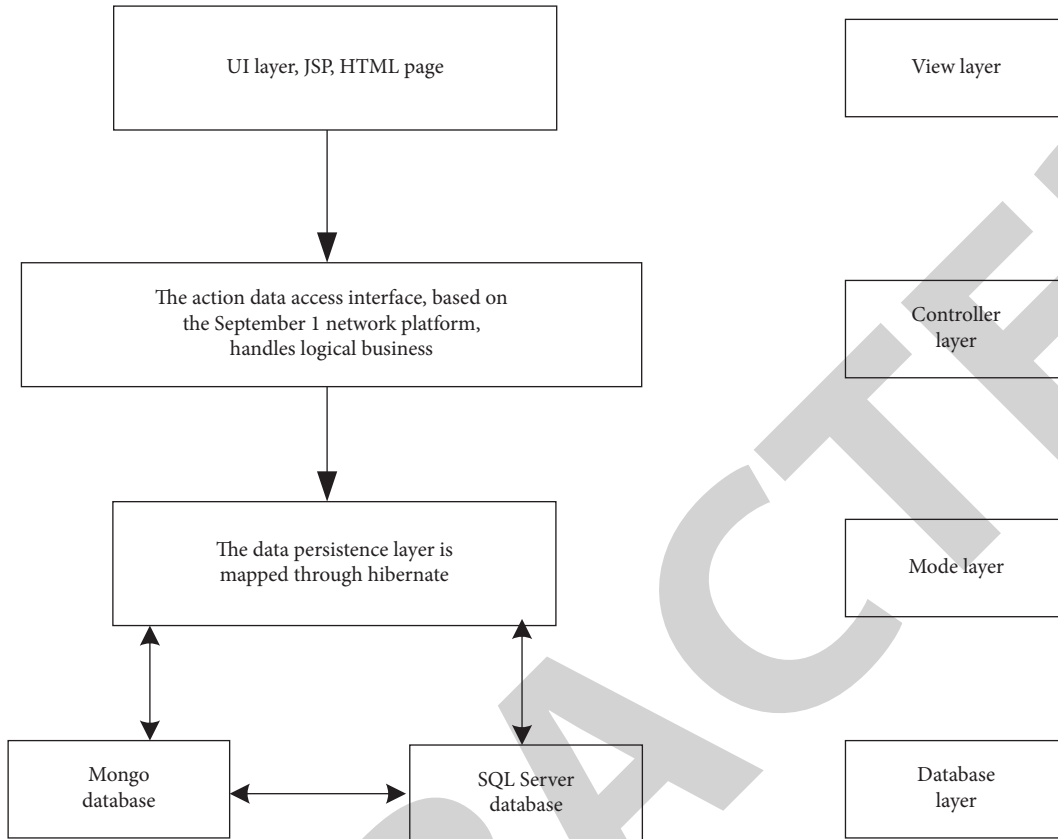 UI layer, JSP, HTML page
View layer
The action data access interface, based on
the September 1 network platform,
handles logical business
Controller
layer
The data persistence layer is
mapped through hibernate
Mode layer
Mongo
database
SQL Server
database
Database
layer